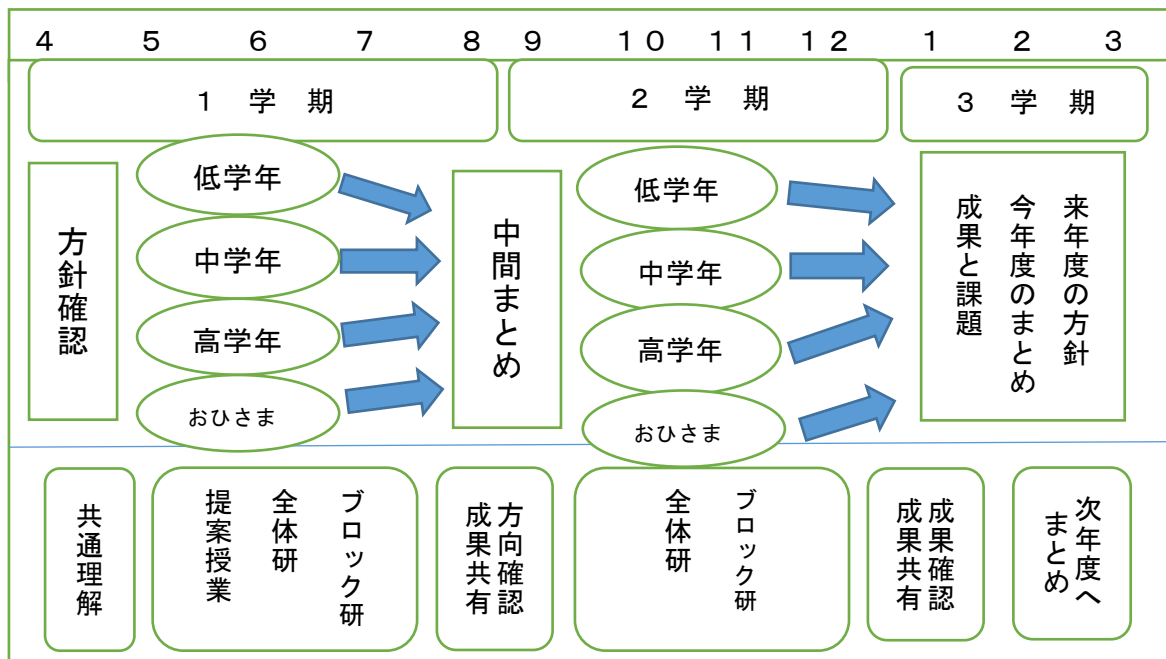 ４ ５ ６ ７ ８ ９ １０ １１ １２ １ ２ ３
１ 学 期
２ 学 期
３ 学 期
方針確認
低学年
中学年
高学年
おひさま
中間まとめ
低学年
中学年
高学年
おひさま
来年度の方針
今年度のまとめ
成果と課題
共通理解
ブロック研
全体研
提案授業
方向確認
成果共有
ブロック研
全体研
成果確認
成果共有
次年度へ
まとめ